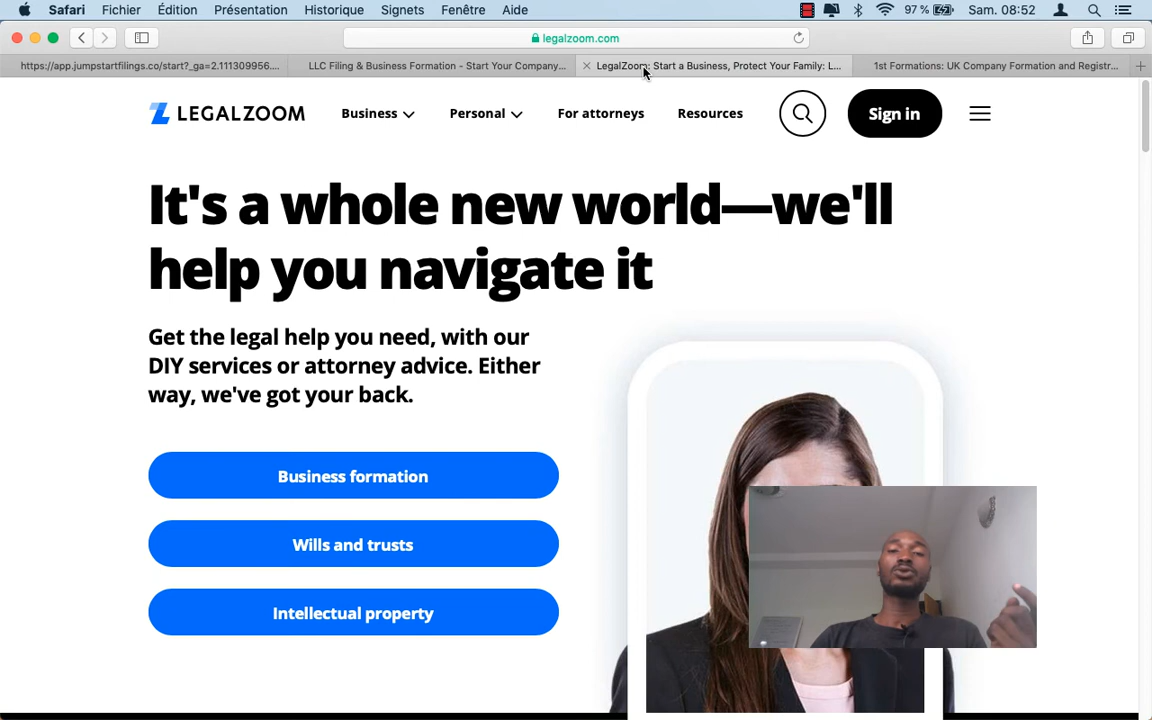 Safari Fichier Édition Présentation Historique Signets Fenêtre Aide 97 % Sam. 08:52
legalzoom.com
https://app.jumpstartfilings.co/start?_ga=2.111309956.... LLC Filing & Business Formation - Start Your Company... LegalZoom: Start a Business, Protect Your Family: L... 1st Formations: UK Company Formation and Registr...
LEGALZOOM Business Personal For attorneys Resources Sign in
It's a whole new world—we'll
help you navigate it
Get the legal help you need, with our
DIY services or attorney advice. Either
way, we've got your back.
Business formation
Wills and trusts
Intellectual property